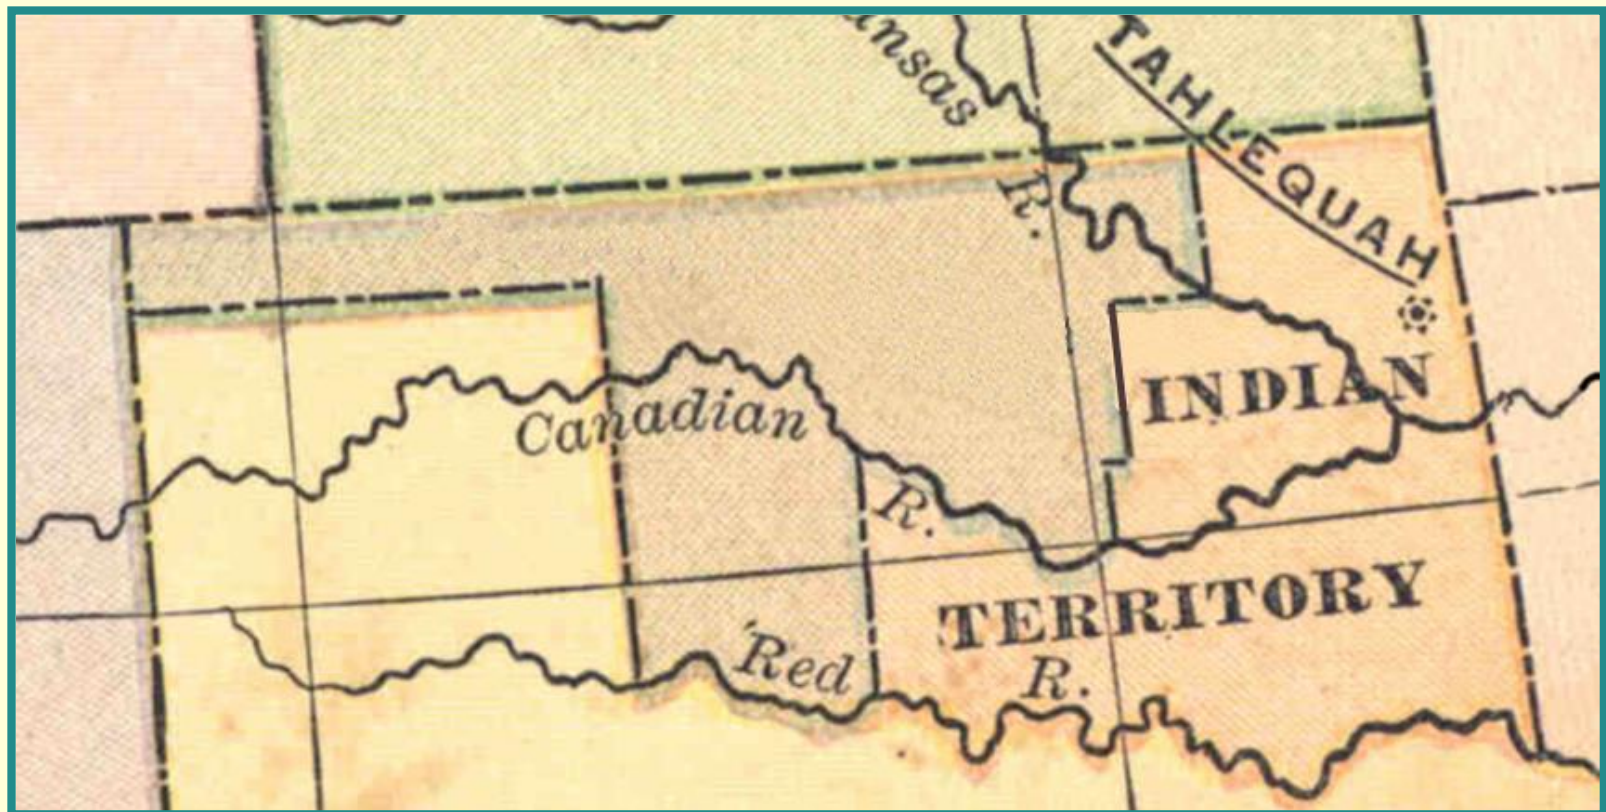 ansas
R.
TAHLEQUAH
INDIAN
Canadian
R.
TERRITORY
Red
R.